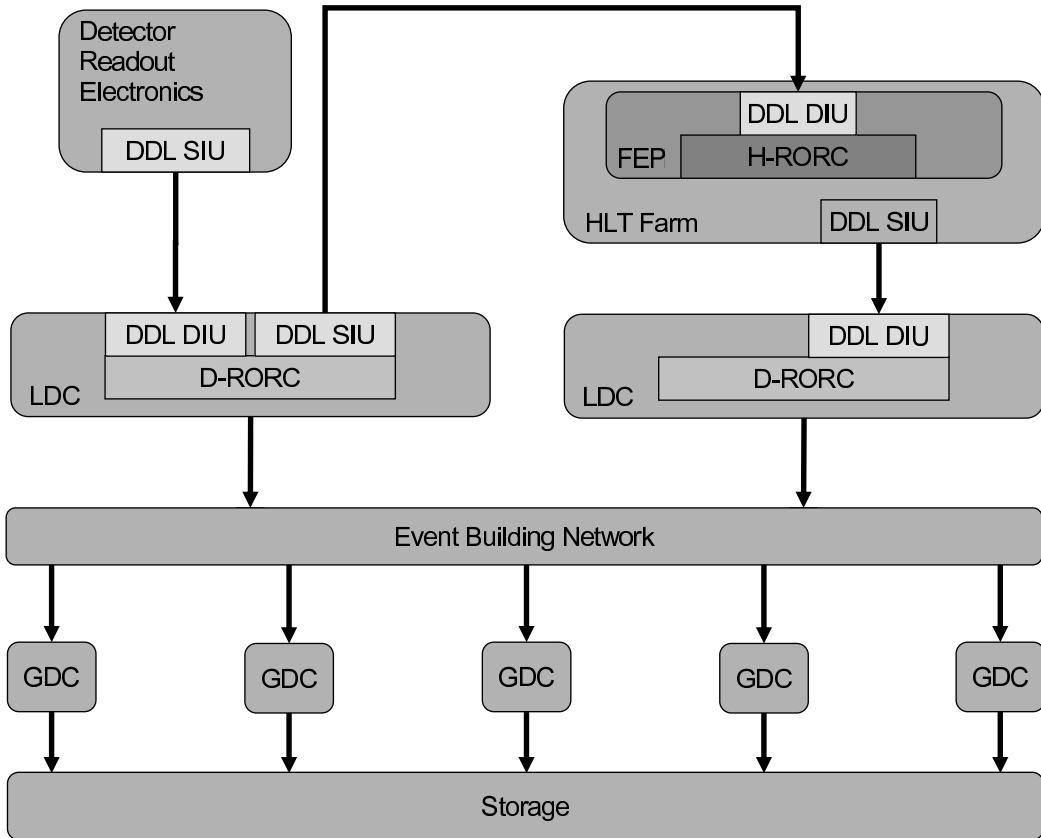 Detector
Readout
Electronics
DDL SIU
DDL DIU
H-RORC
FEP
HLT Farm
DDL SIU
DDL DIU
DDL SIU
D-RORC
LDC
DDL DIU
D-RORC
LDC
Event Building Network
GDC
GDC
GDC
GDC
GDC
Storage